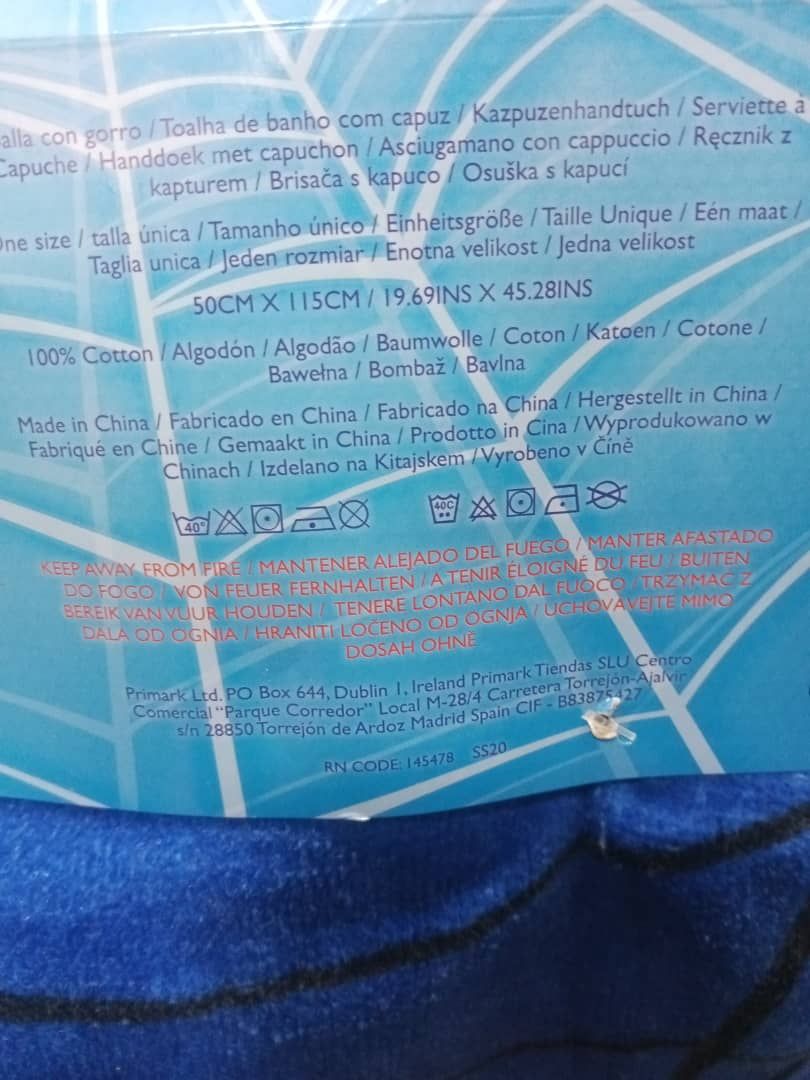 con gorro / Toalha de banho com capuz / Kazpuzenhandtuch / Serviette à
Capuche / Handdoek met capuchon / Asciugamano con cappuccio / Ręcznik z
kapturem / Brisača s kapuco / Osuška s kapucí
One size / talla única / Tamanho único / Einheitsgröße / Taille Unique / Eén maat /
Taglia unica / Jeden rozmiar / Enotna velikost / Jedna velikost
50CM X 115CM / 19.69INS X 45.28INS
100% Cotton / Algodón / Algodão / Baumwolle / Coton / Katoen / Cotone /
Bawełna / Bombaž / Bavlna
Made in China / Fabricado en China / Fabricado na China / Hergestellt in China /
Fabriqué en Chine / Gemaakt in China / Prodotto in Cina / Wyprodukowano w
Chinach / Izdelano na Kitajskem / Vyrobeno v Číně
40° 40C
KEEP AWAY FROM FIRE / MANTENER ALEJADO DEL FUEGO / MANTER AFASTADO
DO FOGO / VON FEUER FERNHALTEN / A TENIR ÉLOIGNÉ DU FEU / BUITEN
BEREIK VAN VUUR HOUDEN / TENERE LONTANO DAL FUOCO / TRZYMAĆ Z
DALA OD OGNIA / HRANITI LOČENO OD OGNJA / UCHOVÁVEJTE MIMO
DOSAH OHNĚ
Primark Ltd. PO Box 644, Dublin 1, Ireland Primark Tiendas SLU Centro
Comercial "Parque Corredor" Local M-28/4 Carretera Torrejón-Ajalvir
s/n 28850 Torrejón de Ardoz Madrid Spain CIF - B83875427
RN CODE: 145478 SS20